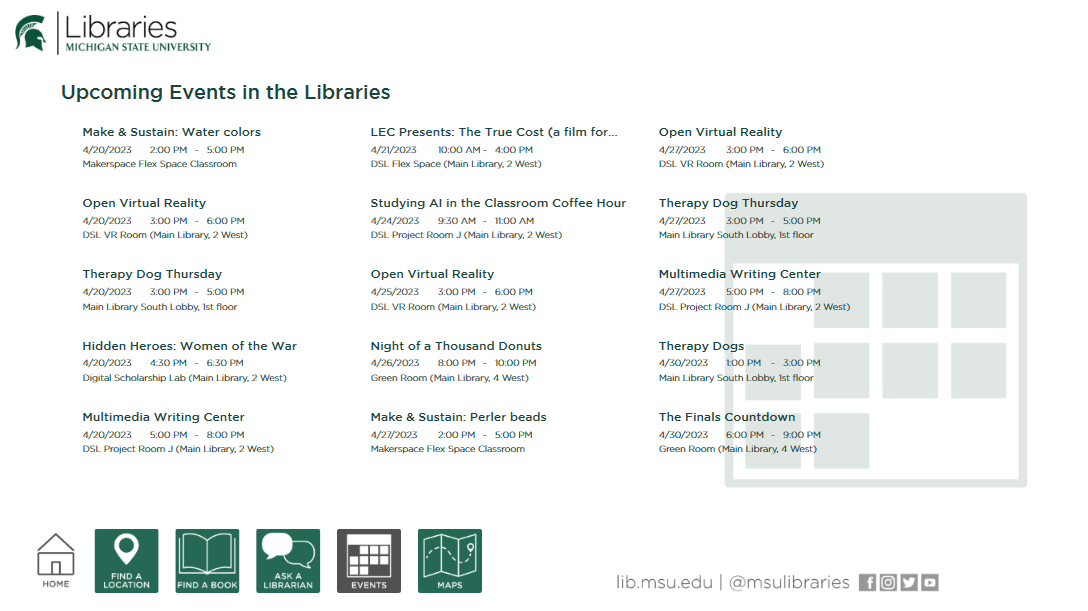 Libraries
MICHIGAN STATE UNIVERSITY
Upcoming Events in the Libraries
Make & Sustain: Water colors
4/20/2023 2:00 PM - 5:00 PM
Makerspace Flex Space Classroom
Open Virtual Reality
4/20/2023 3:00 PM - 6:00 PM
DSL VR Room (Main Library, 2 West)
Therapy Dog Thursday
4/20/2023 3:00 PM - 5:00 PM
Main Library South Lobby, 1st floor
Hidden Heroes: Women of the War
4/20/2023 4:30 PM - 6:30 PM
Digital Scholarship Lab (Main Library, 2 West)
Multimedia Writing Center
4/20/2023 5:00 PM - 8:00 PM
DSL Project Room J (Main Library, 2 West)
LEC Presents: The True Cost (a film for...
4/21/2023 10:00 AM - 4:00 PM
DSL Flex Space (Main Library, 2 West)
Studying AI in the Classroom Coffee Hour
4/24/2023 9:30 AM - 11:00 AM
DSL Project Room J (Main Library, 2 West)
Open Virtual Reality
4/25/2023 3:00 PM - 6:00 PM
DSL VR Room (Main Library, 2 West)
Night of a Thousand Donuts
4/26/2023 8:00 PM - 10:00 PM
Green Room (Main Library, 4 West)
Make & Sustain: Perler beads
4/27/2023 2:00 PM - 5:00 PM
Makerspace Flex Space Classroom
Open Virtual Reality
4/27/2023 3:00 PM - 6:00 PM
DSL VR Room (Main Library, 2 West)
Therapy Dog Thursday
4/27/2023 3:00 PM - 5:00 PM
Main Library South Lobby, 1st floor
Multimedia Writing Center
4/27/2023 5:00 PM - 8:00 PM
DSL Project Room J (Main Library, 2 West)
Therapy Dogs
4/30/2023 1:00 PM - 3:00 PM
Main Library South Lobby, 1st floor
The Finals Countdown
4/30/2023 6:00 PM - 9:00 PM
Green Room (Main Library, 4 West)
HOME
FIND A
LOCATION
FIND A BOOK
ASK A
LIBRARIAN
EVENTS
MAPS
lib.msu.edu | @msulibraries